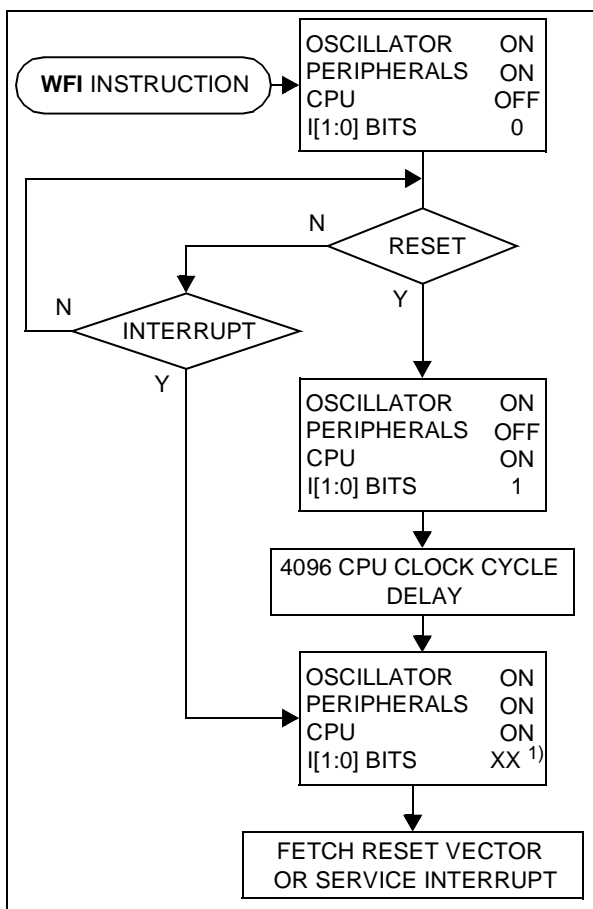 WFI INSTRUCTION
OSCILLATOR ON
PERIPHERALS ON
CPU OFF
I[1:0] BITS 0
N
RESET
Y
N
INTERRUPT
Y
OSCILLATOR ON
PERIPHERALS OFF
CPU ON
I[1:0] BITS 1
4096 CPU CLOCK CYCLE
DELAY
OSCILLATOR ON
PERIPHERALS ON
CPU ON
I[1:0] BITS XX 1)
FETCH RESET VECTOR
OR SERVICE INTERRUPT